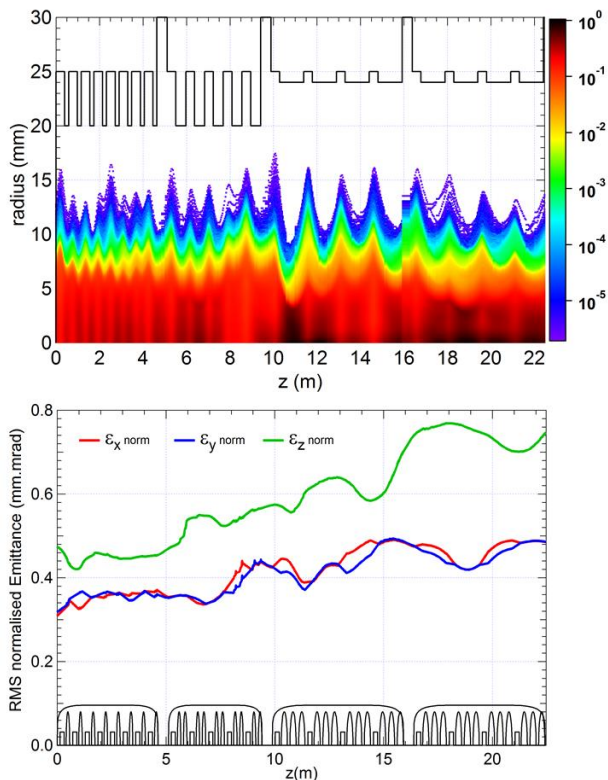 30
25
20
15
10
5
0
radius (mm)
0 2 4 6 8 10 12 14 16 18 20 22
z (m)
10⁰
10⁻¹
10⁻²
10⁻³
10⁻⁴
10⁻⁵
0.8
0.6
0.4
0.2
0.0
RMS normalised Emittance (mm.mrad)
εx norm εy norm εz norm
0 5 10 15 20
z(m)